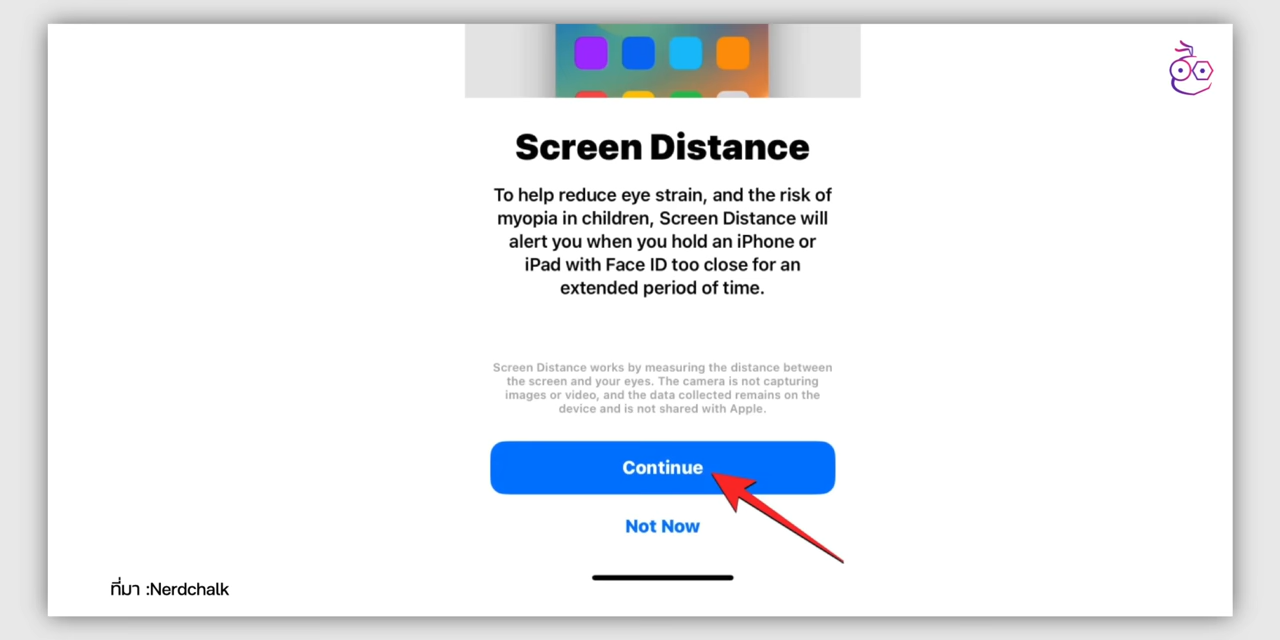 Screen Distance
To help reduce eye strain, and the risk of
myopia in children, Screen Distance will
alert you when you hold an iPhone or
iPad with Face ID too close for an
extended period of time.
Screen Distance works by measuring the distance between
the screen and your eyes. The camera is not capturing
images or video, and the data collected remains on the
device and is not shared with Apple.
Continue
Not Now
ที่มา :Nerdchalk